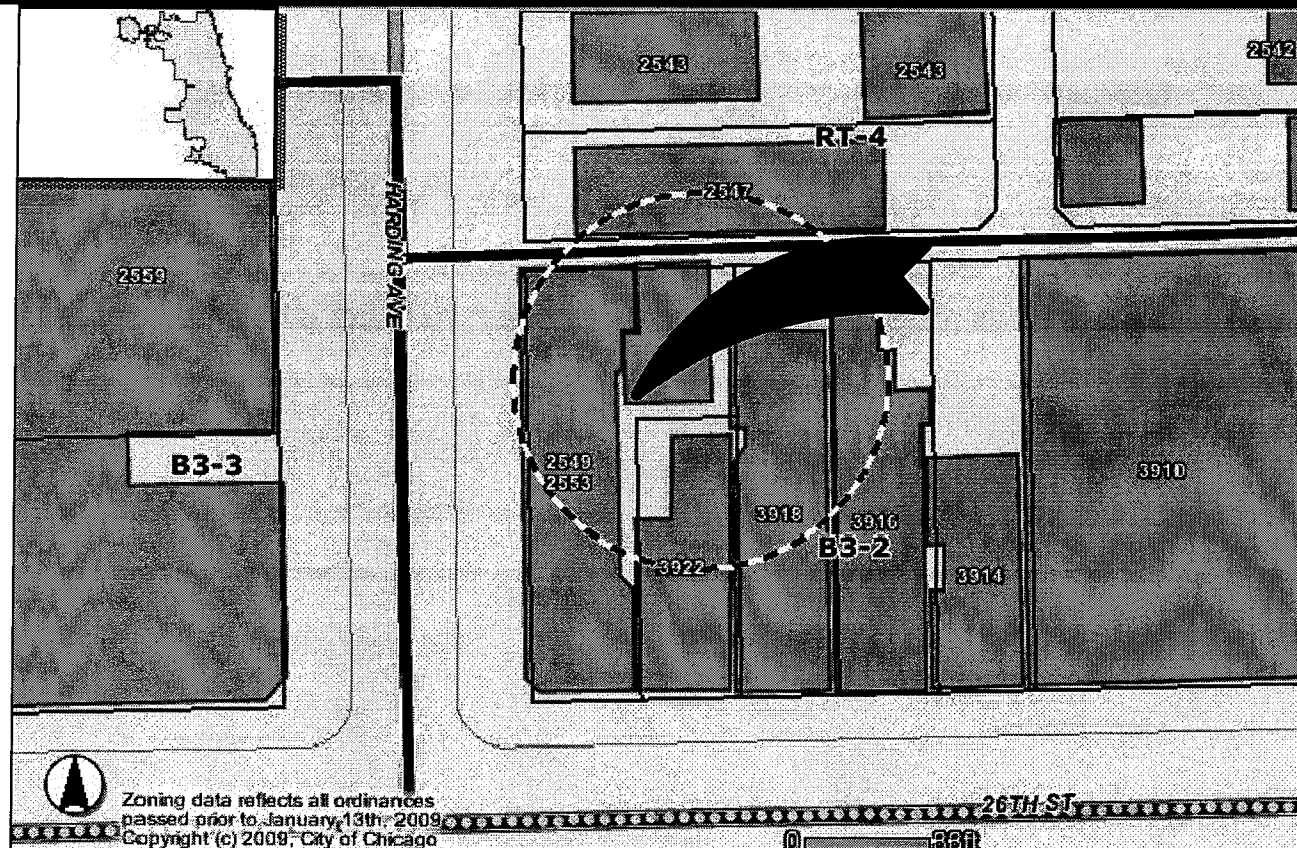 2543
2543
2542
RT-4
2547
HARDING AVE
2559
B3-3
2549
2553
3918
3916
B3-2
3922
3914
3910
Zoning data reflects all ordinances
passed prior to January 13th, 2009
Copyright (c) 2009, City of Chicago
26TH ST
0